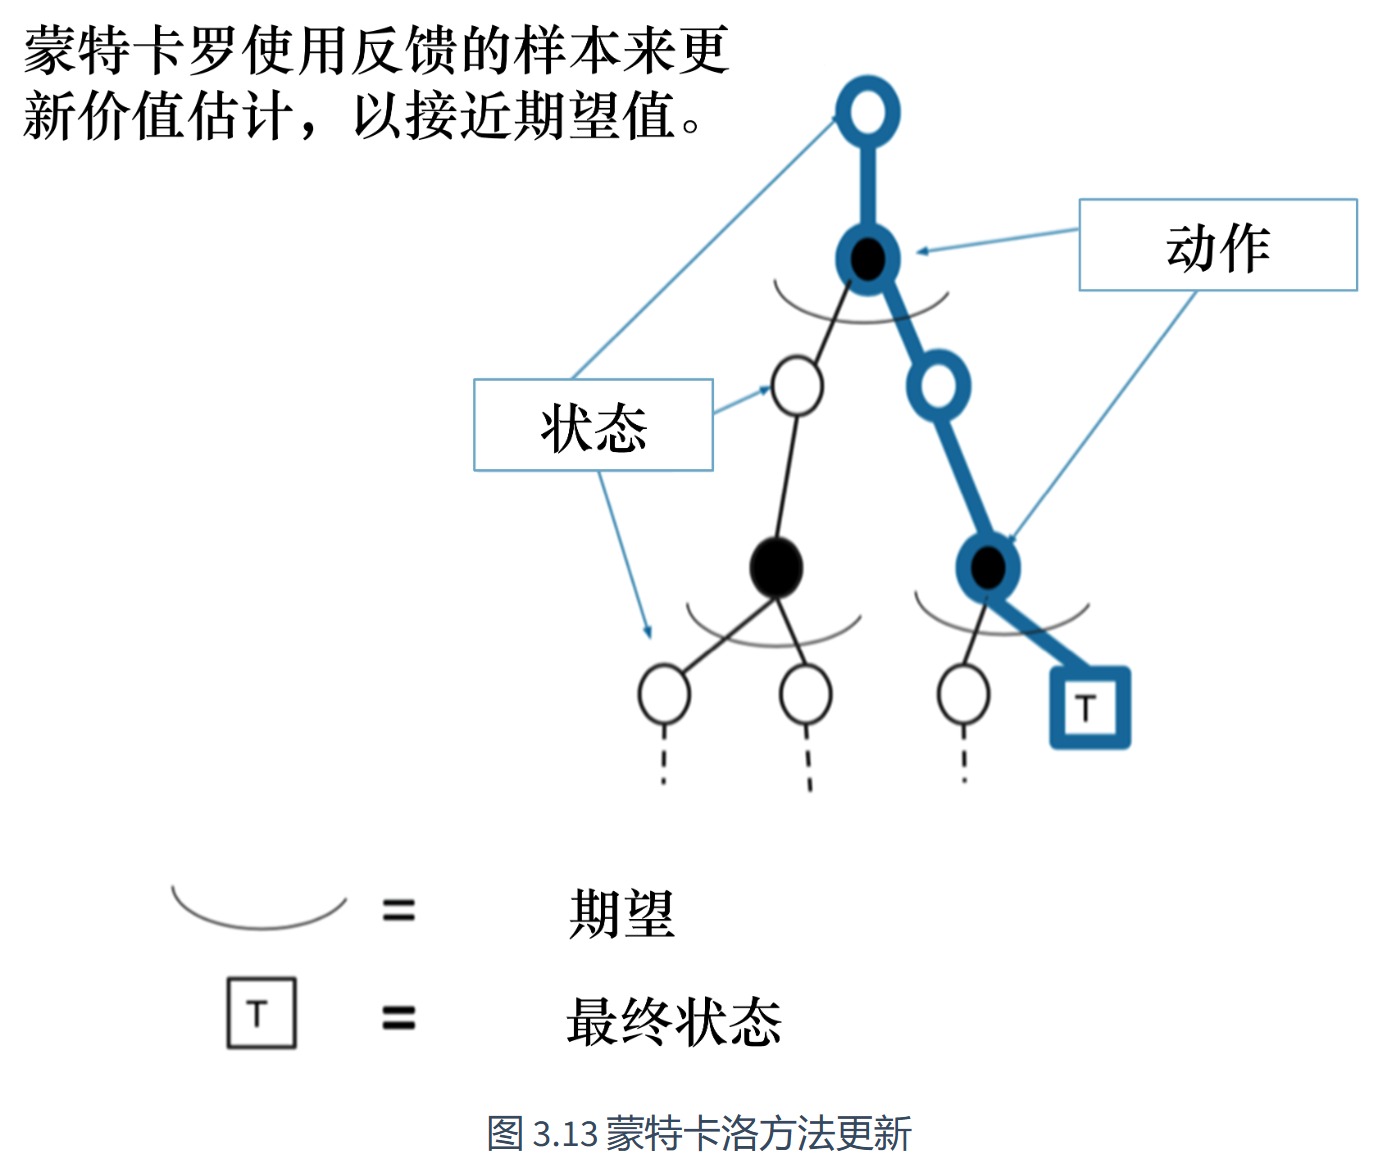 蒙特卡罗使用反馈的样本来更
新价值估计，以接近期望值。
动作
状态
T
= 期望
T = 最终状态
图 3.13 蒙特卡洛方法更新